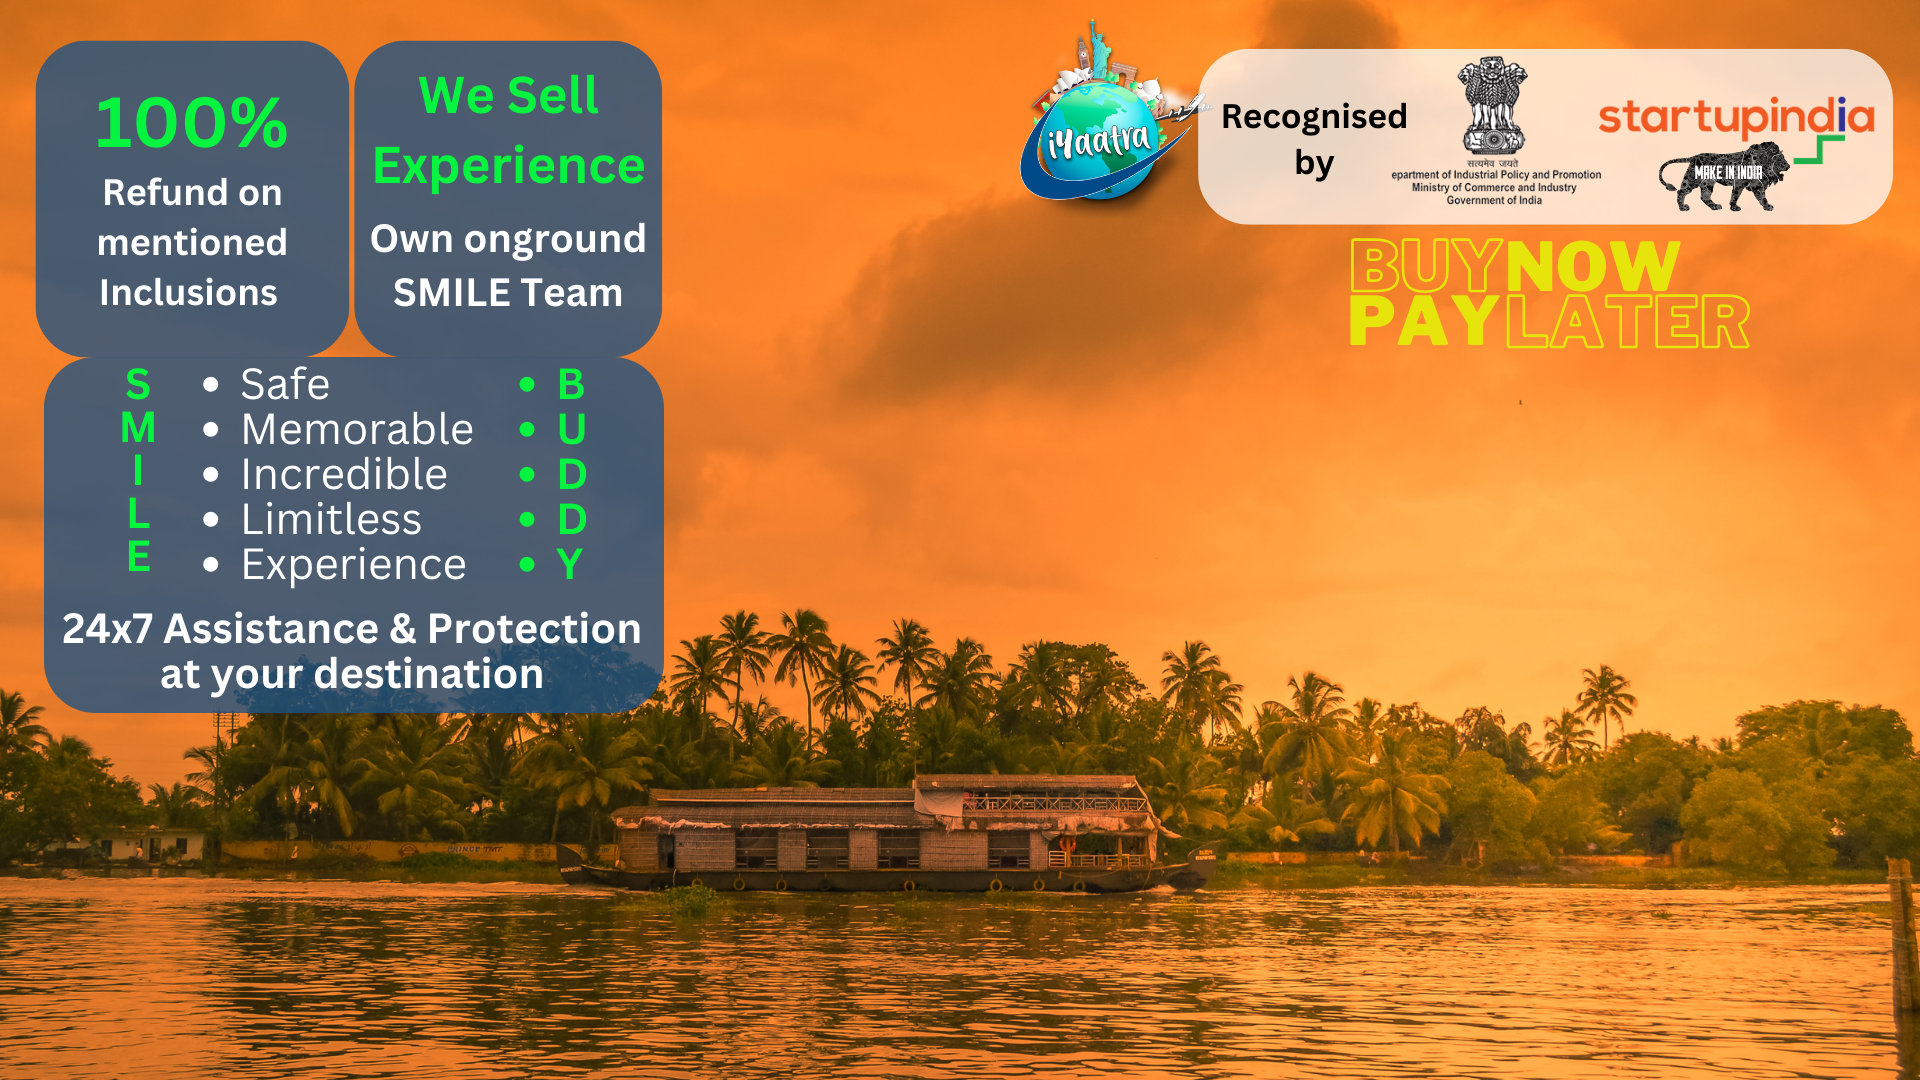 100%
Refund on
mentioned
Inclusions
We Sell
Experience
Own onground
SMILE Team
S
M
I
L
E
• Safe
• Memorable
• Incredible
• Limitless
• Experience
• B
• U
• D
• D
• Y
24x7 Assistance & Protection
at your destination
iYaatra
Recognised
by
सत्यमेव जयते
epartment of Industrial Policy and Promotion
Ministry of Commerce and Industry
Government of India
startupindia
MAKE IN INDIA
BUYNOW
PAYLATER
PRINCE TMT